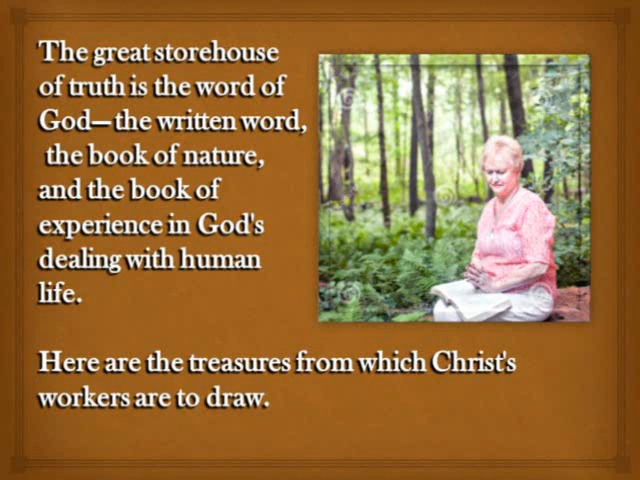 The great storehouse
of truth is the word of
God—the written word,
the book of nature,
and the book of
experience in God's
dealing with human
life.
Here are the treasures from which Christ's
workers are to draw.